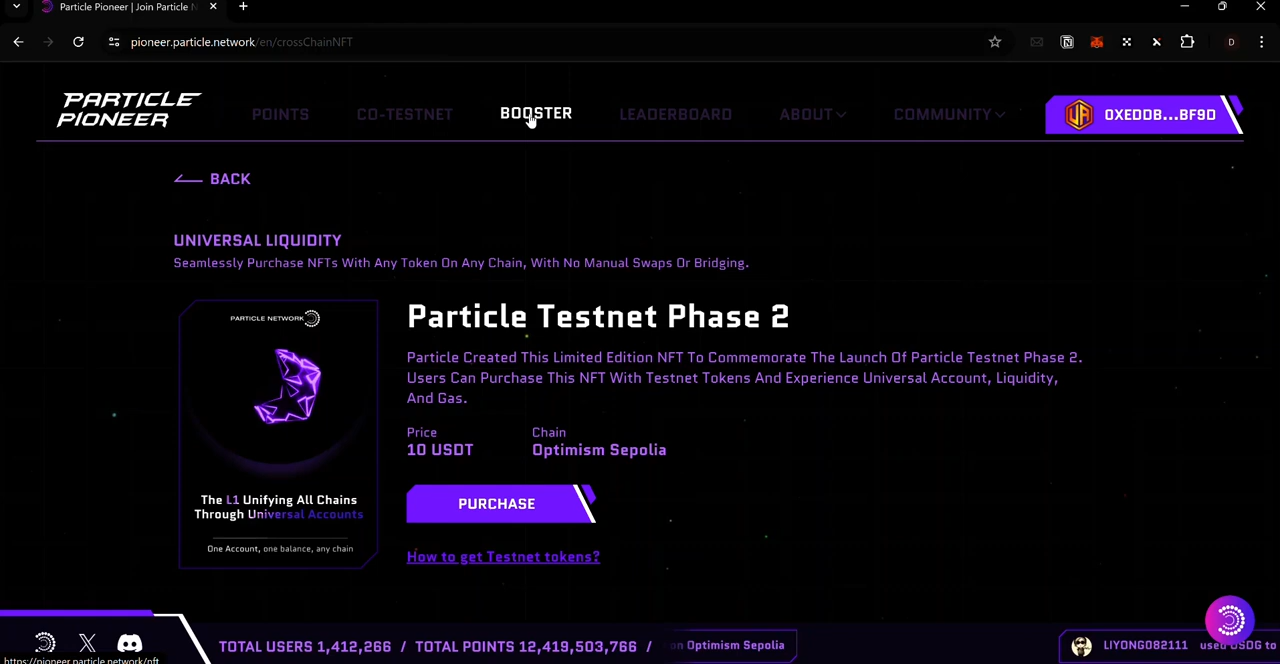 Particle Pioneer | Join Particle N
pioneer.particle.network/en/crossChainNFT
D
PARTICLE
PIONEER
POINTS
CO-TESTNET
BOOSTER
LEADERBOARD
ABOUT
COMMUNITY
UA
0XEDDB...BF9D
BACK
UNIVERSAL LIQUIDITY
Seamlessly Purchase NFTs With Any Token On Any Chain, With No Manual Swaps Or Bridging.
PARTICLE NETWORK
The L1 Unifying All Chains
Through Universal Accounts
One Account, one balance, any chain
Particle Testnet Phase 2
Particle Created This Limited Edition NFT To Commemorate The Launch Of Particle Testnet Phase 2.
Users Can Purchase This NFT With Testnet Tokens And Experience Universal Account, Liquidity,
And Gas.
Price
10 USDT
Chain
Optimism Sepolia
PURCHASE
How to get Testnet tokens?
TOTAL USERS 1,412,266 / TOTAL POINTS 12,419,503,766 /
on Optimism Sepolia
LIYONG082111 used USDG to
https://pioneer.particle.network/nft